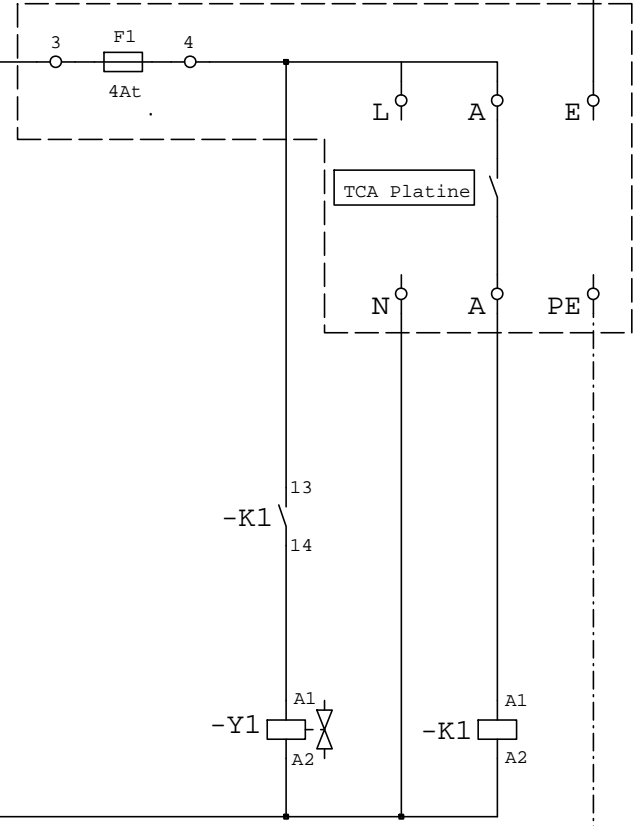 3 F1 4
4At
L A E
TCA Platine
N A PE
13
-K1
14
A1
-Y1
A2
A1
-K1
A2